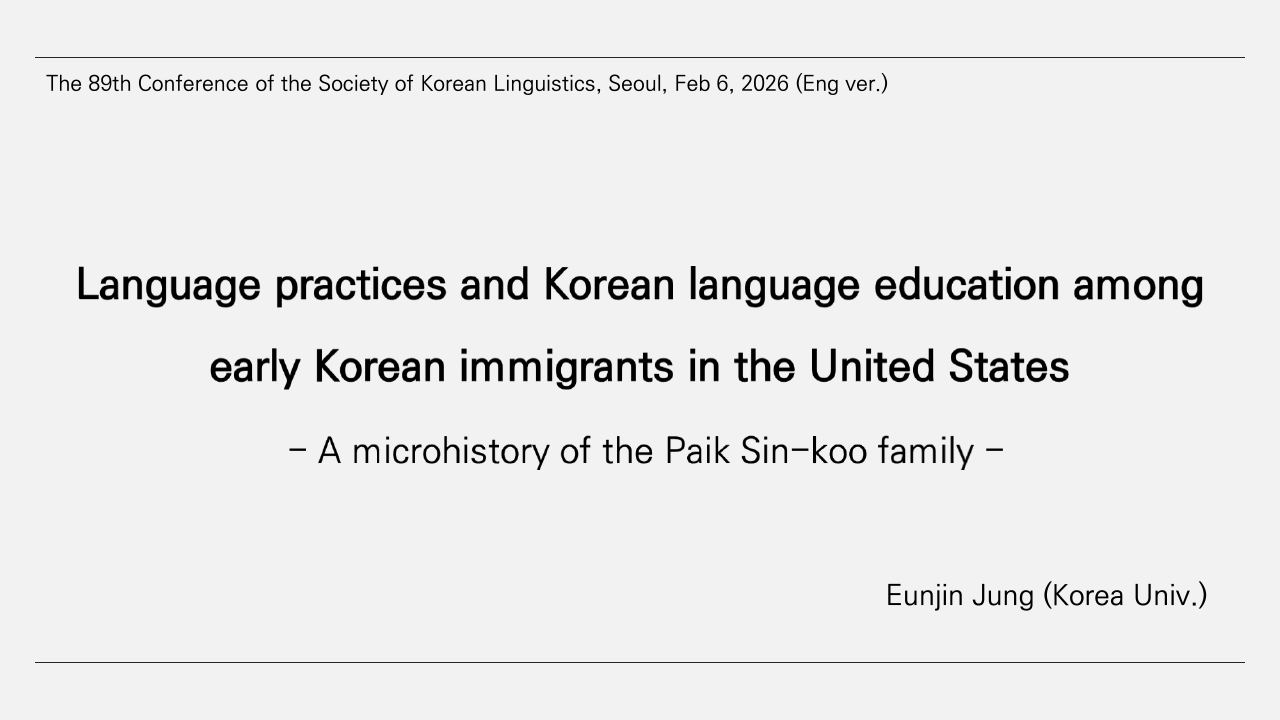 The 89th Conference of the Society of Korean Linguistics, Seoul, Feb 6, 2026 (Eng ver.)
Language practices and Korean language education among
early Korean immigrants in the United States
– A microhistory of the Paik Sin–koo family –
Eunjin Jung (Korea Univ.)